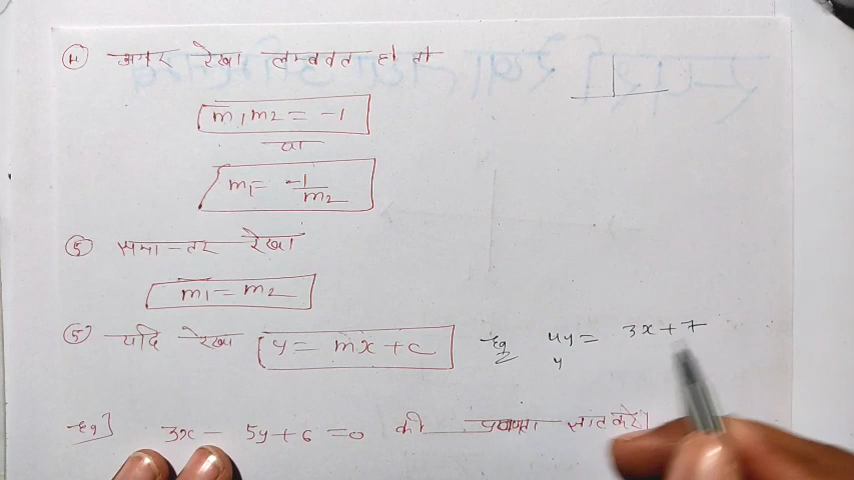 ④ अगर रेखा लम्बवत हो तो
m₁m₂ = -1
या
m₁ = -1/m₂
⑤ समान्तर रेखा
m₁ = m₂
⑤' यदि रेखा y = mx + c eg 4y = 3x + 7
y
eg] 3x - 5y + 6 = 0 की प्रवणता ज्ञात करे।